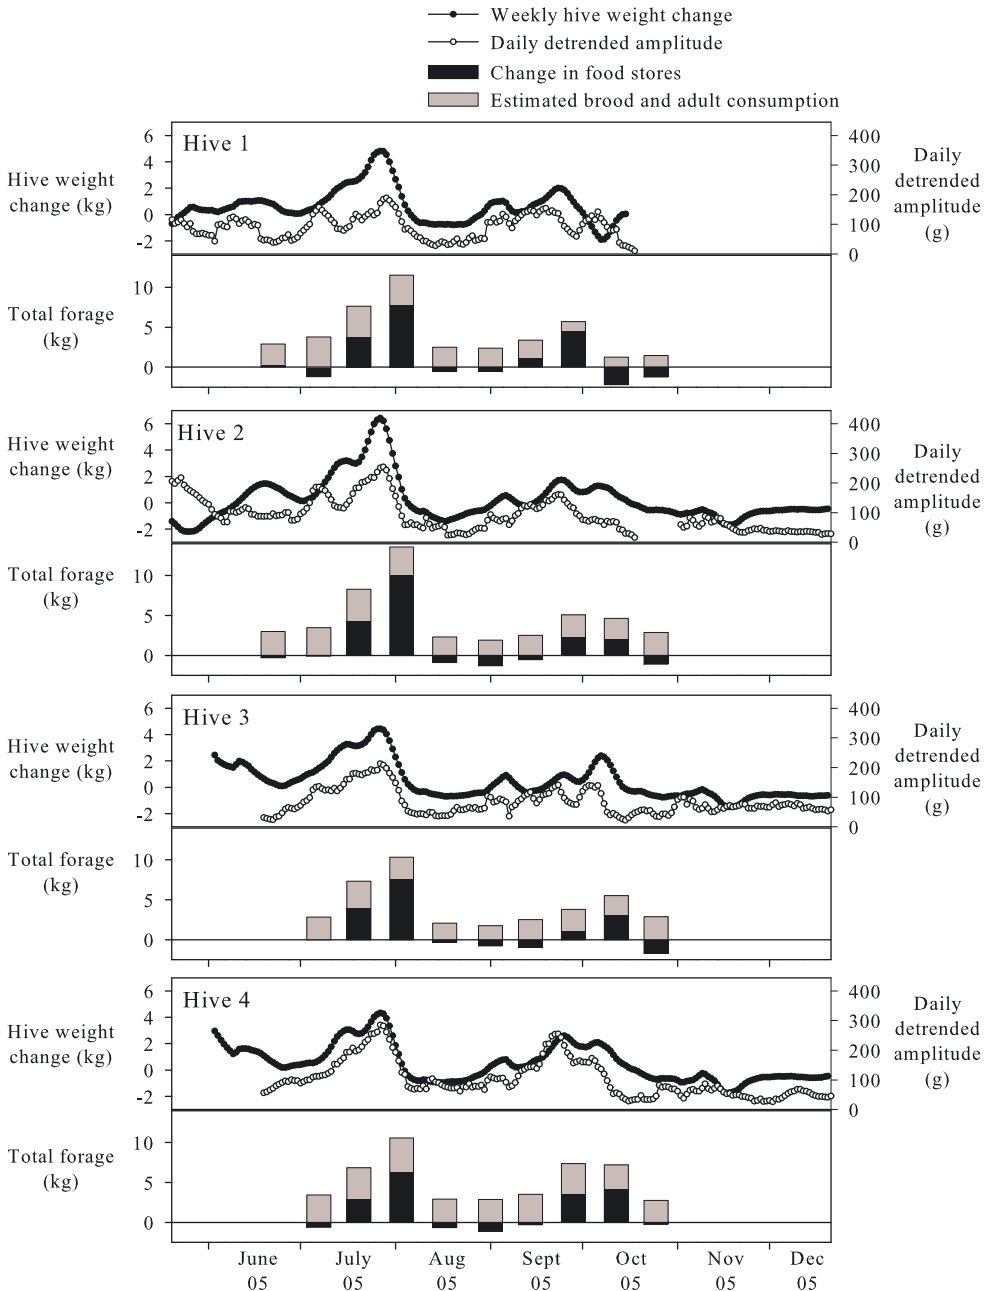 Weekly hive weight change
Daily detrended amplitude
Change in food stores
Estimated brood and adult consumption
Hive 1
Hive weight
change (kg)
6
4
2
0
-2
400
300
200
100
0
Daily
detrended
amplitude
(g)
Total forage
(kg)
10
5
0
Hive 2
Hive weight
change (kg)
6
4
2
0
-2
400
300
200
100
0
Daily
detrended
amplitude
(g)
Total forage
(kg)
10
5
0
Hive 3
Hive weight
change (kg)
6
4
2
0
-2
400
300
200
100
0
Daily
detrended
amplitude
(g)
Total forage
(kg)
10
5
0
Hive 4
Hive weight
change (kg)
6
4
2
0
-2
400
300
200
100
0
Daily
detrended
amplitude
(g)
Total forage
(kg)
10
5
0
June July Aug Sept Oct Nov Dec
05 05 05 05 05 05 05